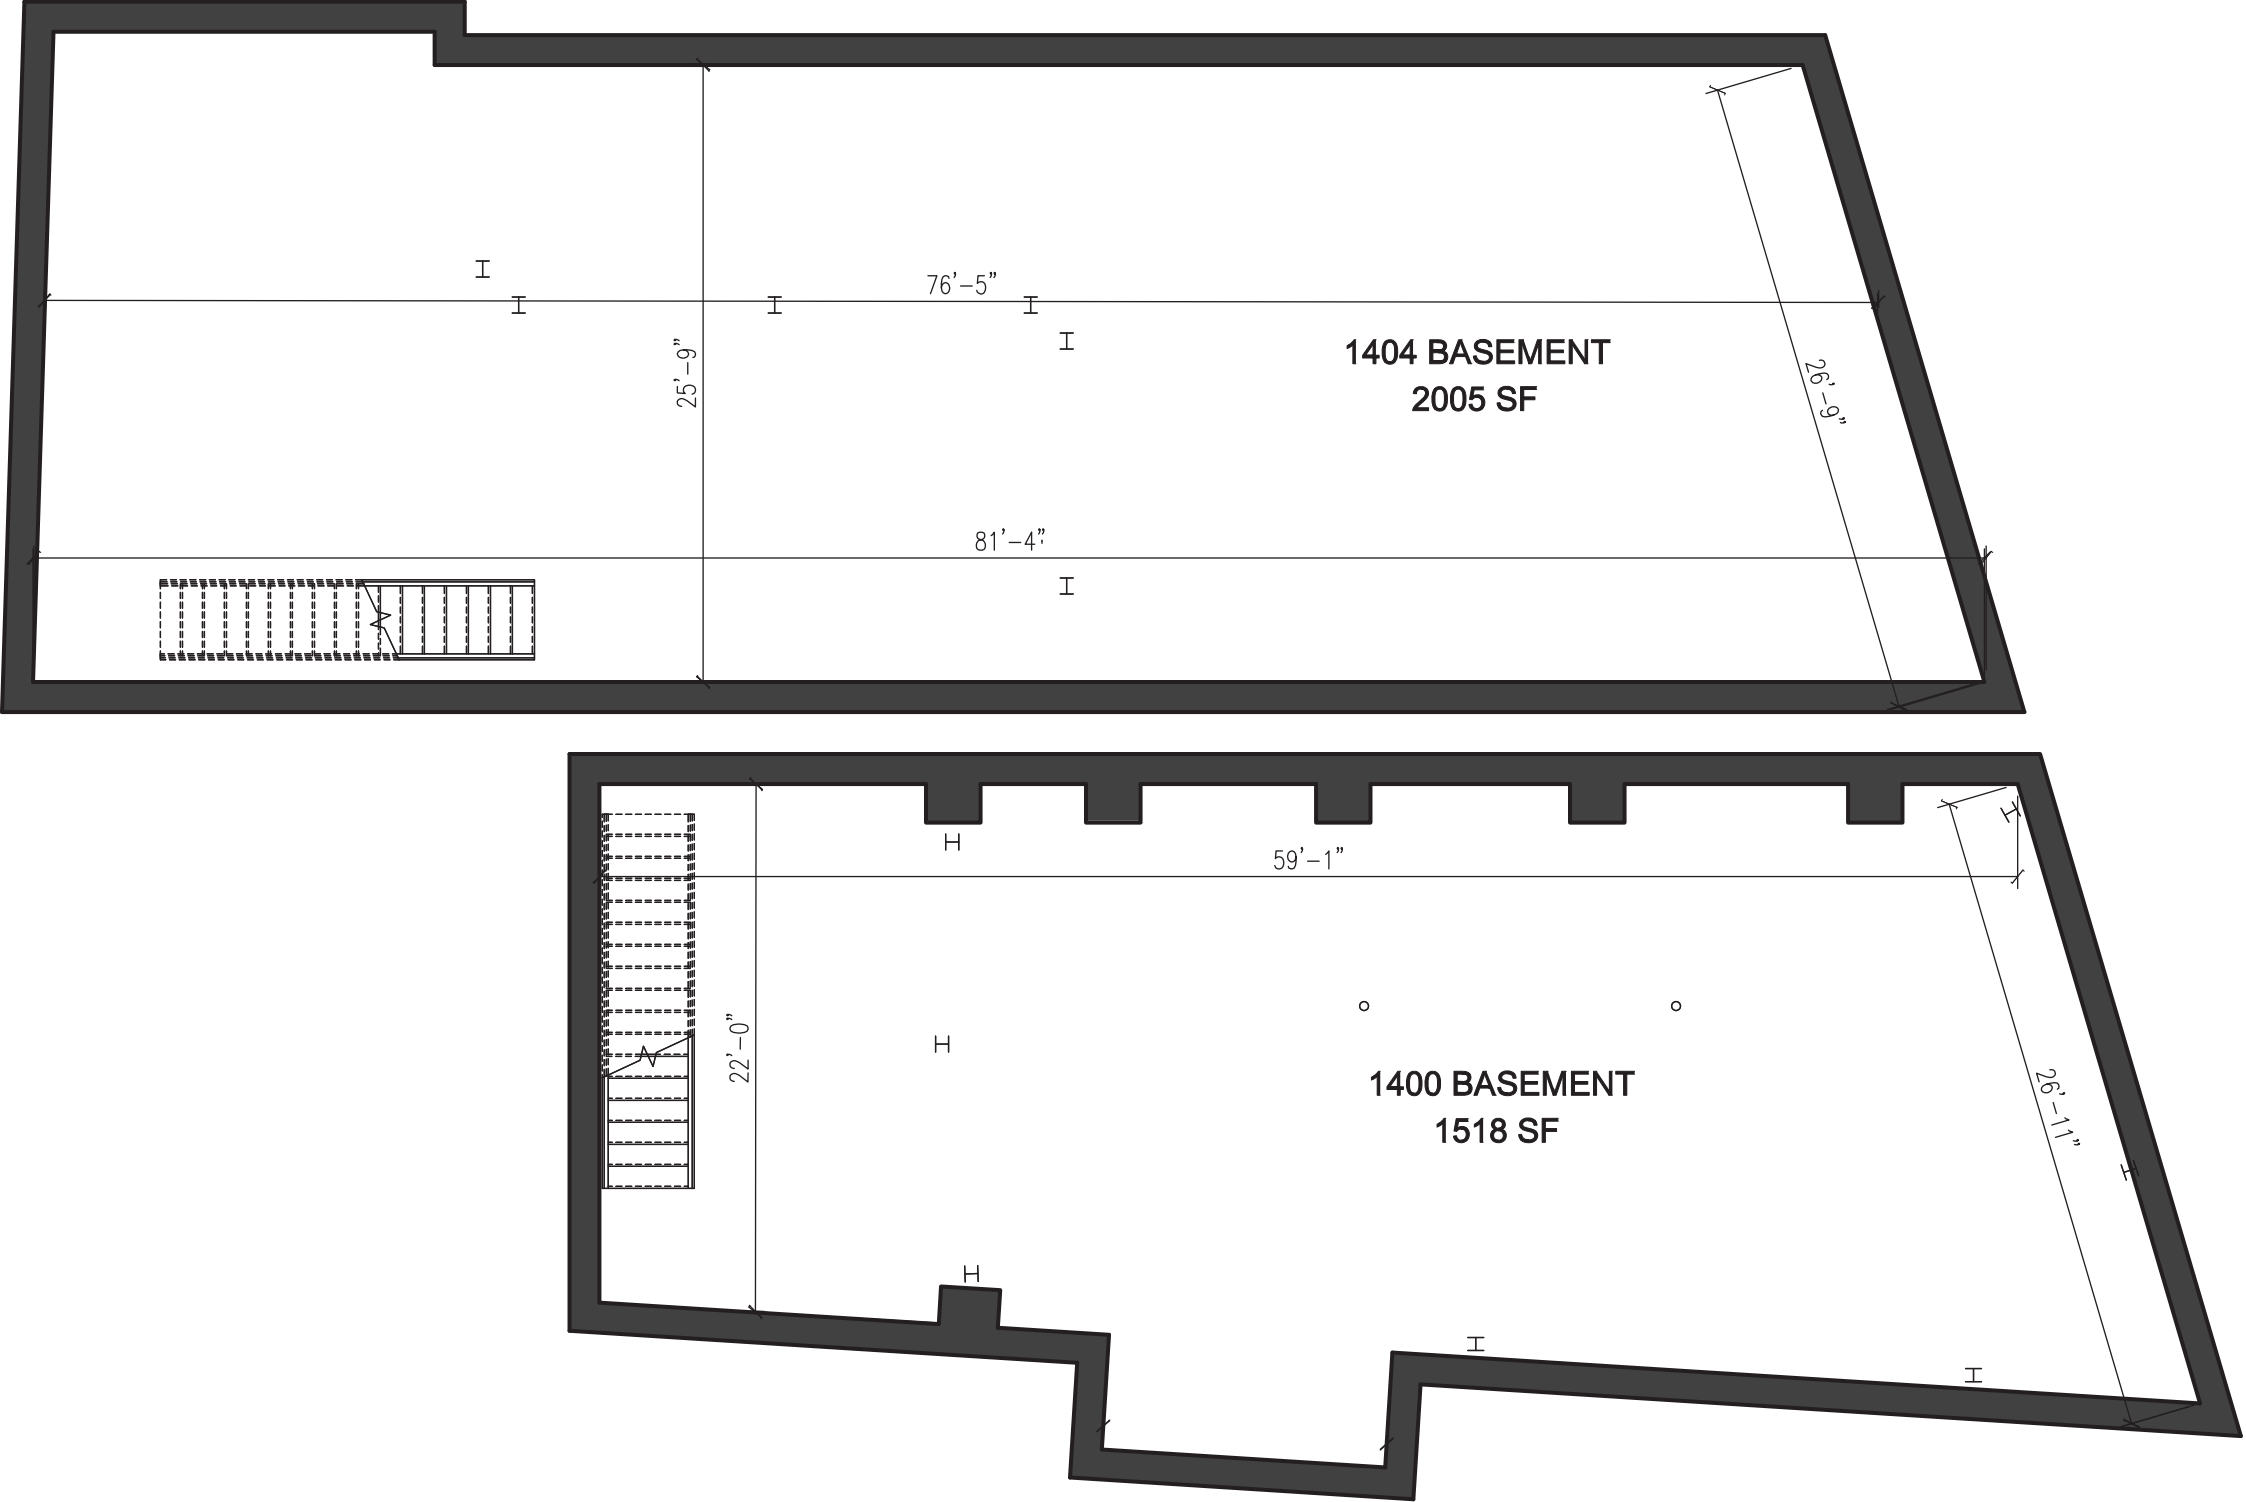 76'-5"
25'-9"
1404 BASEMENT
2005 SF
26'-9"
81'-4"
59'-1"
22'-0"
1400 BASEMENT
1518 SF
26'-11"